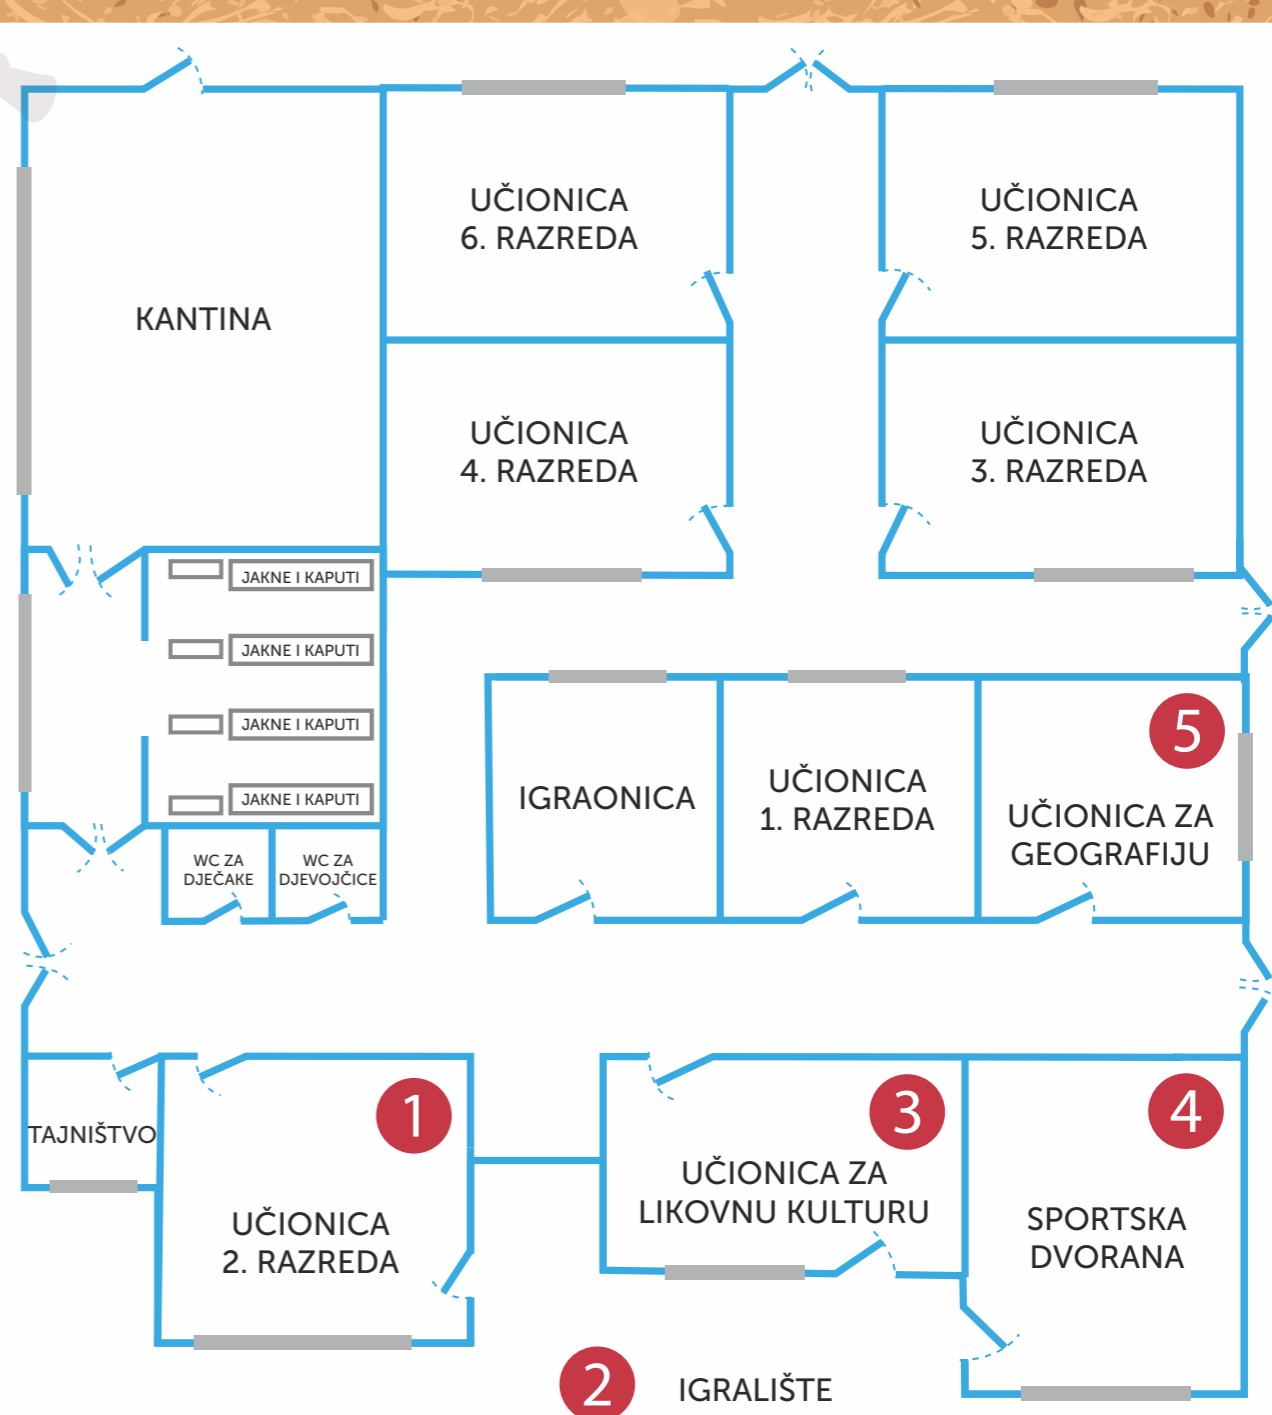 UČIONICA
6. RAZREDA
UČIONICA
5. RAZREDA
KANTINA
UČIONICA
4. RAZREDA
UČIONICA
3. RAZREDA
JAKNE I KAPUTI
JAKNE I KAPUTI
JAKNE I KAPUTI
JAKNE I KAPUTI
5
IGRAONICA
UČIONICA
1. RAZREDA
UČIONICA ZA
GEOGRAFIJU
WC ZA
DJEČAKE
WC ZA
DJEVOJČICE
1
3
4
TAJNIŠTVO
UČIONICA
2. RAZREDA
UČIONICA ZA
LIKOVNU KULTURU
SPORTSKA
DVORANA
2
IGRALIŠTE